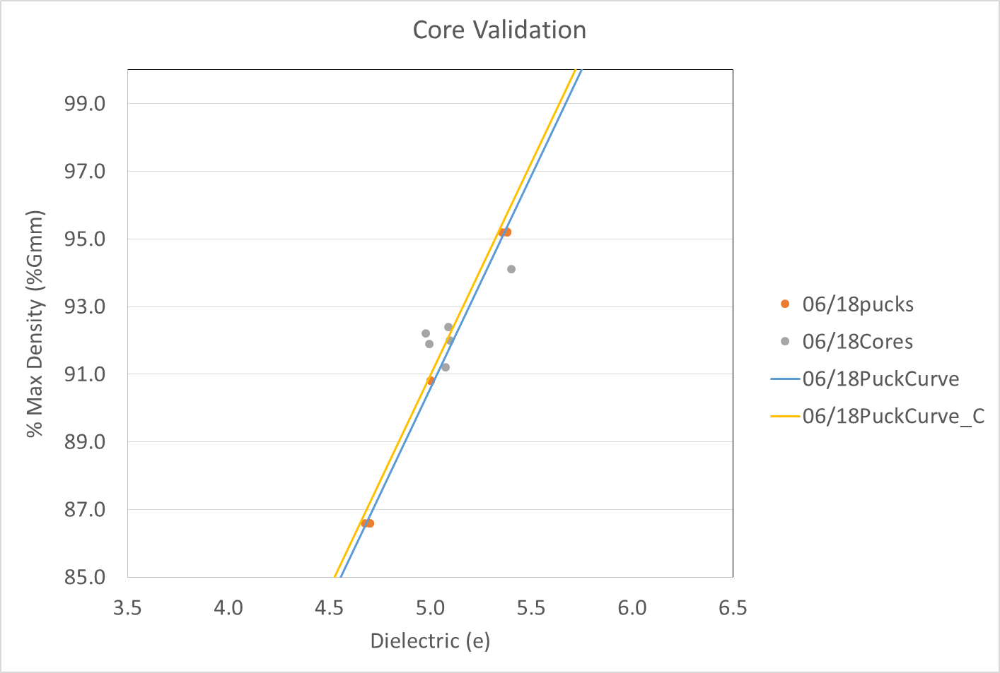 Core Validation
99.0
97.0
95.0
93.0
91.0
89.0
87.0
85.0
% Max Density (%Gmm)
3.5 4.0 4.5 5.0 5.5 6.0 6.5
Dielectric (e)
06/18pucks
06/18Cores
06/18PuckCurve
06/18PuckCurve_C